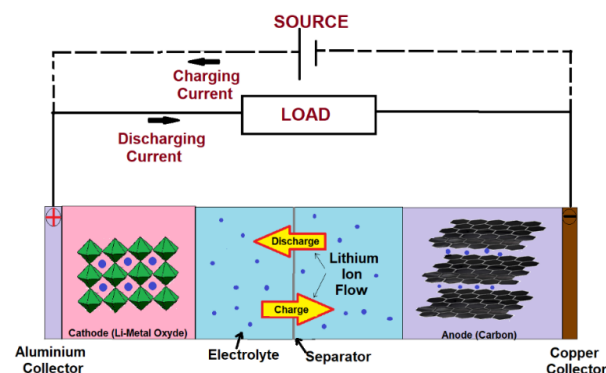 SOURCE
Charging
Current
LOAD
Discharging
Current
+
−
Discharge
Lithium
Ion
Flow
Charge
Cathode (Li-Metal Oxyde)
Anode (Carbon)
Aluminium
Collector
Electrolyte
Separator
Copper
Collector